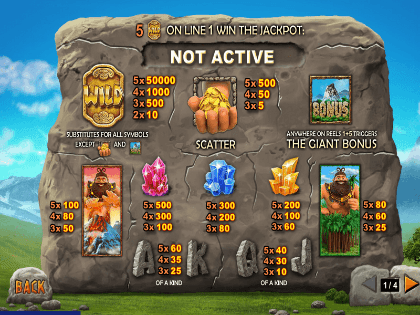 5 WILD ON LINE 1 WIN THE JACKPOT:
NOT ACTIVE
WILD
5x 50000
4x 1000
3x 500
2x 10
5x 500
4x 50
3x 5
BONUS
SUBSTITUTES FOR ALL SYMBOLS
EXCEPT AND
SCATTER
ANYWHERE ON REELS 1+5 TRIGGERS
THE GIANT BONUS
5x 100
4x 80
3x 50
5x 500
4x 300
3x 100
5x 300
4x 200
3x 80
5x 200
4x 100
3x 60
5x 80
4x 60
3x 25
A K
5x 60
4x 35
3x 25
OF A KIND
Q J
5x 40
4x 30
3x 10
OF A KIND
BACK
1/4